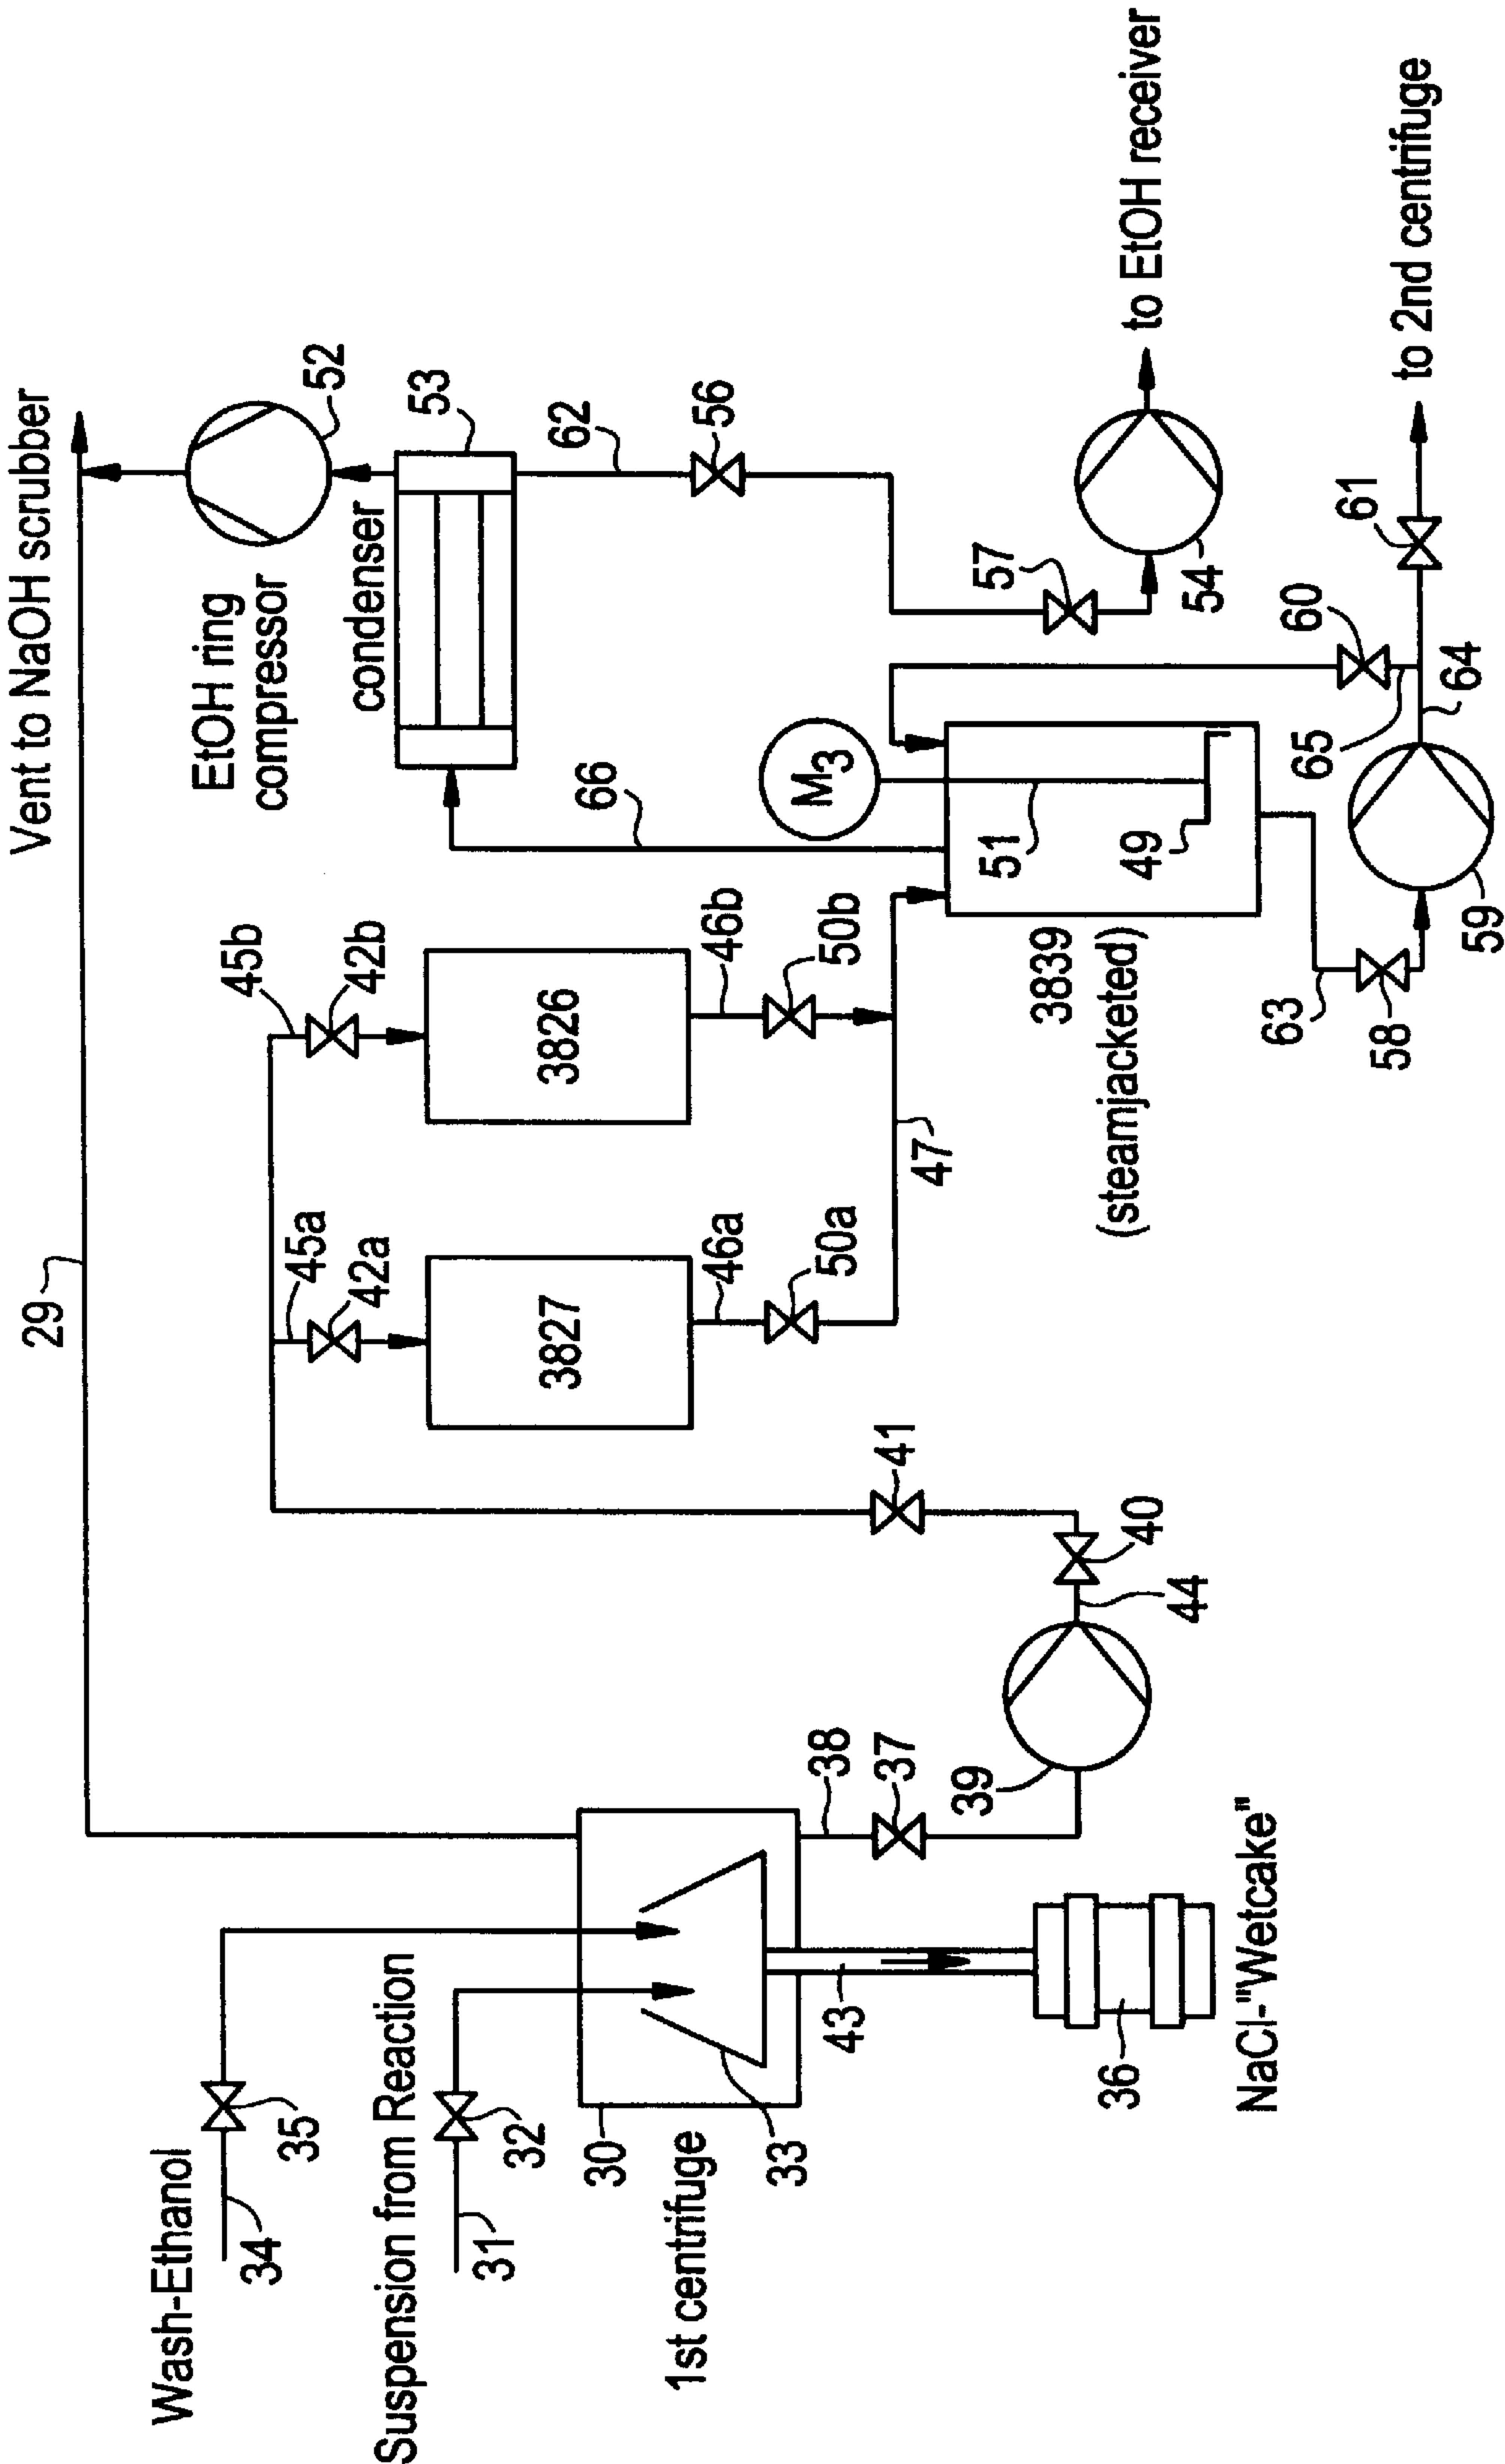 Vent to NaOH scrubber
29
Wash-Ethanol
34
35
45a
42a
45b
42b
EtOH ring
compressor
52
Suspension from Reaction
31
32
3827
3826
condenser
53
1st centrifuge
30
33
38
37
41
46a
50a
46b
50b
47
66
62
56
M3
57
54
to EtOH receiver
43
36
NaCl-"Wetcake"
39
44
40
3839
(steamjacketed)
51
49
63
58
59
65
64
60
61
to 2nd centrifuge